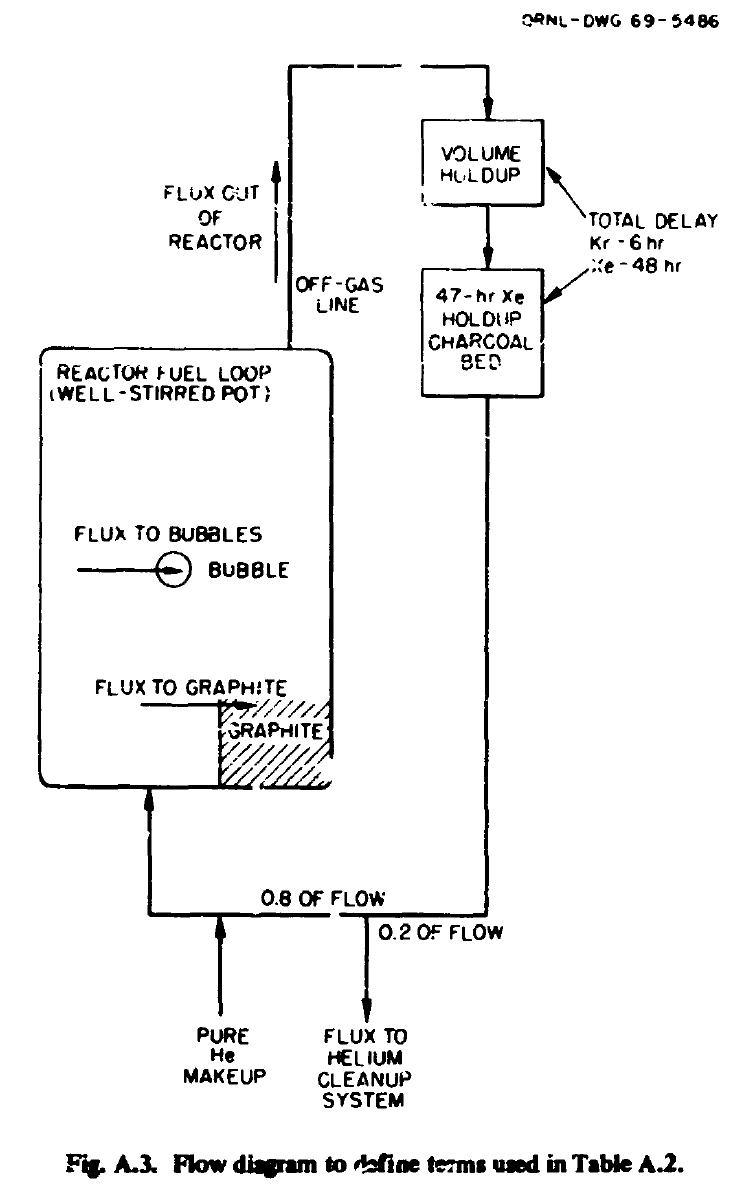 ORNL-DWG 69-5486
VOLUME
HOLDUP
FLUX OUT
OF
REACTOR
TOTAL DELAY
Kr - 6 hr
Xe - 48 hr
OFF-GAS
LINE
47-hr Xe
HOLDUP
CHARCOAL
BED
REACTOR FUEL LOOP
(WELL-STIRRED POT)
FLUX TO BUBBLES
BUBBLE
FLUX TO GRAPHITE
GRAPHITE
0.8 OF FLOW
0.2 OF FLOW
PURE
He
MAKEUP
FLUX TO
HELIUM
CLEANUP
SYSTEM
Fig. A.3. Flow diagram to define terms used in Table A.2.